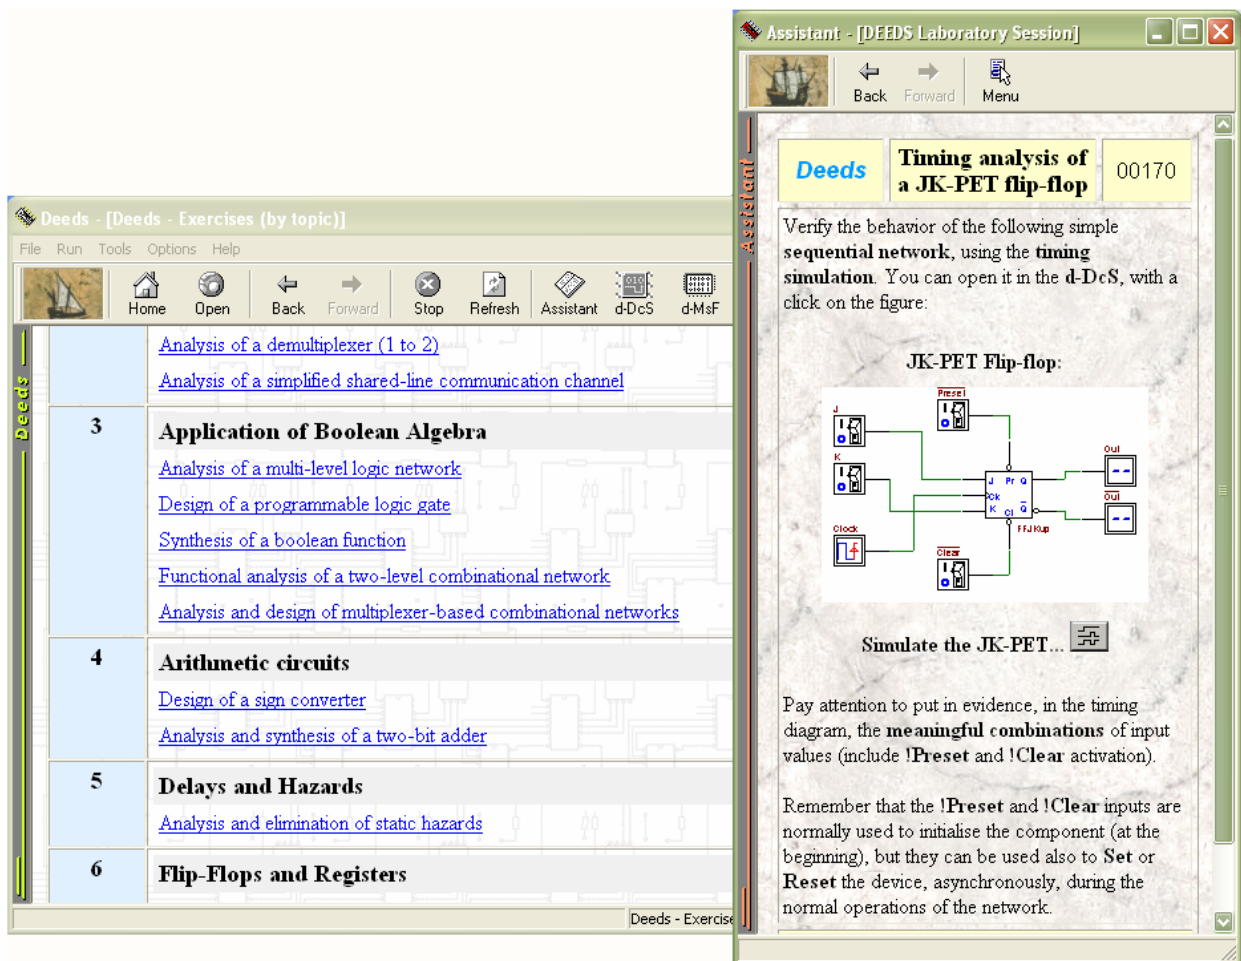 Deeds - [Deeds - Exercises (by topic)]
File Run Tools Options Help
Home Open Back Forward Stop Refresh Assistant d-DcS d-MsF
Deeds
Analysis of a demultiplexer (1 to 2)
Analysis of a simplified shared-line communication channel
3 Application of Boolean Algebra
Analysis of a multi-level logic network
Design of a programmable logic gate
Synthesis of a boolean function
Functional analysis of a two-level combinational network
Analysis and design of multiplexer-based combinational networks
4 Arithmetic circuits
Design of a sign converter
Analysis and synthesis of a two-bit adder
5 Delays and Hazards
Analysis and elimination of static hazards
6 Flip-Flops and Registers
Deeds - Exercise
Assistant - [DEEDS Laboratory Session]
Back Forward Menu
Assistant
Deeds
Timing analysis of
a JK-PET flip-flop
00170
Verify the behavior of the following simple
sequential network, using the timing
simulation. You can open it in the d-DcS, with a
click on the figure:
JK-PET Flip-flop:
Preset
J
K
Clock
Clear
J Pr Q
Ck
K Cl Q
FFJKup
Out
Out
Simulate the JK-PET...
Pay attention to put in evidence, in the timing
diagram, the meaningful combinations of input
values (include !Preset and !Clear activation).
Remember that the !Preset and !Clear inputs are
normally used to initialise the component (at the
beginning), but they can be used also to Set or
Reset the device, asynchronously, during the
normal operations of the network.